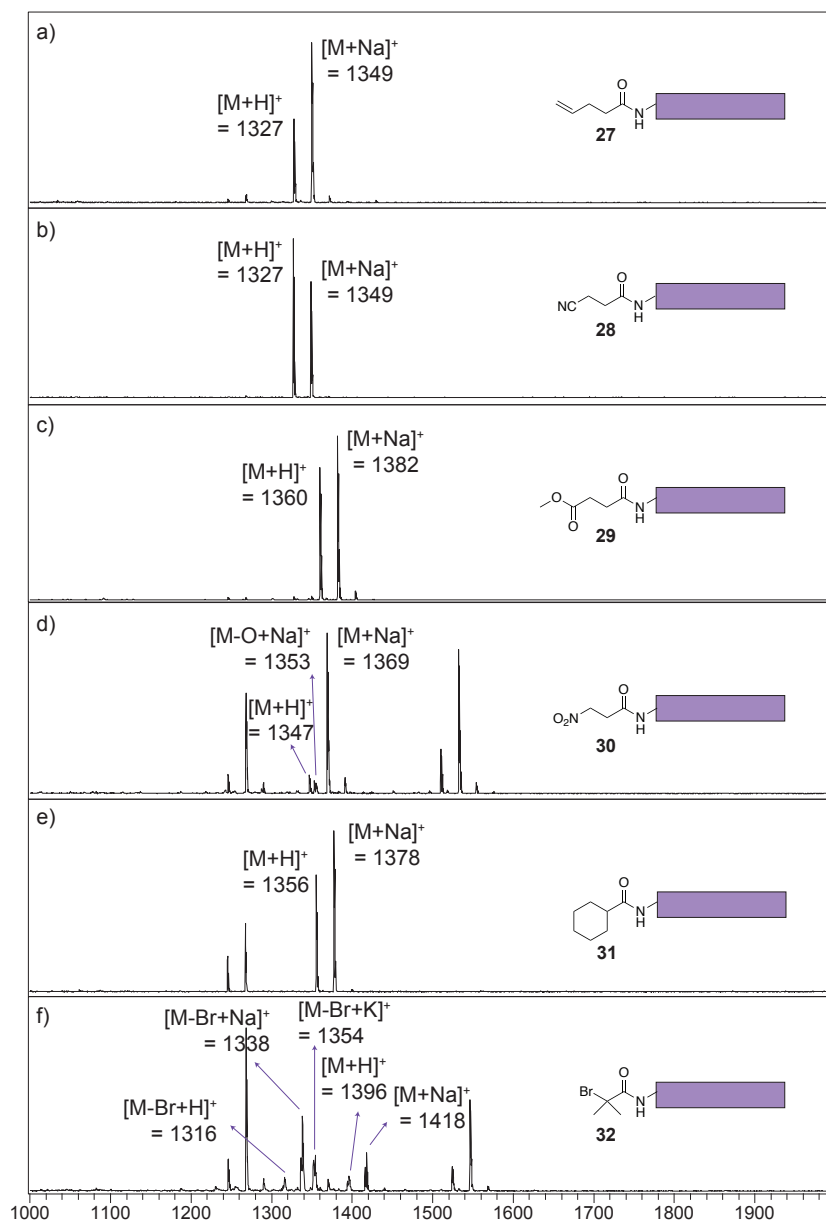 a)
[M+Na]⁺
= 1349
[M+H]⁺
= 1327
O
N
H
27
b)
[M+H]⁺
= 1327
[M+Na]⁺
= 1349
O
NC
N
H
28
c)
[M+Na]⁺
= 1382
[M+H]⁺
= 1360
O
O
N
H
O
29
d)
[M-O+Na]⁺
= 1353
[M+Na]⁺
= 1369
[M+H]⁺
= 1347
O
O₂N
N
H
30
e)
[M+Na]⁺
= 1378
[M+H]⁺
= 1356
O
N
H
31
f)
[M-Br+Na]⁺
= 1338
[M-Br+K]⁺
= 1354
[M+H]⁺
= 1396
[M+Na]⁺
= 1418
[M-Br+H]⁺
= 1316
O
Br
N
H
32
1000 1100 1200 1300 1400 1500 1600 1700 1800 1900